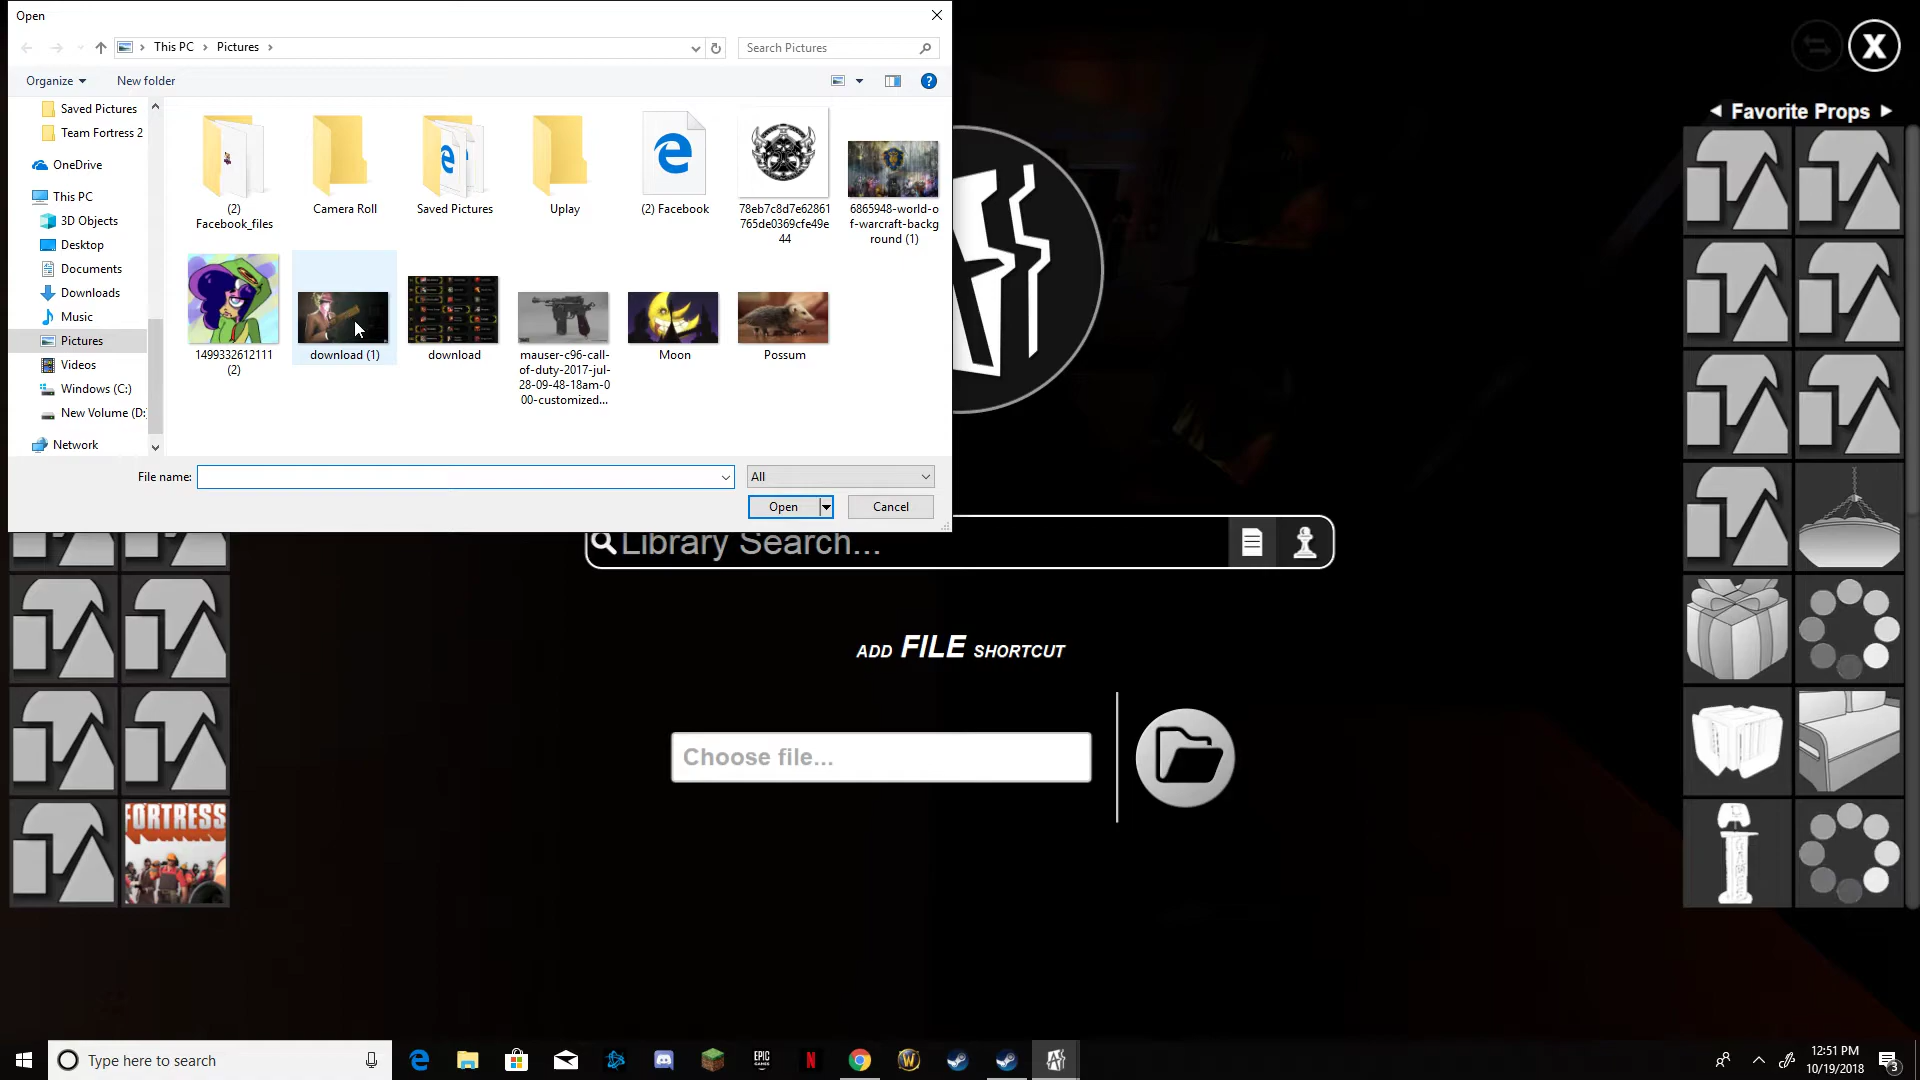 Open
This PC
Pictures
Search Pictures
Organize
New folder
Saved Pictures
Team Fortress 2
OneDrive
This PC
3D Objects
Desktop
Documents
Downloads
Music
Pictures
Videos
Windows (C:)
New Volume (D:
Network
(2)
Facebook_files
Camera Roll
Saved Pictures
Uplay
(2) Facebook
78eb7c8d7e62861
765de0369cfe49e
44
6865948-world-o
f-warcraft-backg
round (1)
1499332612111
(2)
download (1)
download
mauser-c96-call-
of-duty-2017-jul-
28-09-48-18am-0
00-customized...
Moon
Possum
File name:
All
Open
Cancel
Favorite Props
Library Search...
ADD FILE SHORTCUT
Choose file...
FORTRESS
Type here to search
EPIC
GAMES
N
W
12:51 PM
10/19/2018
3